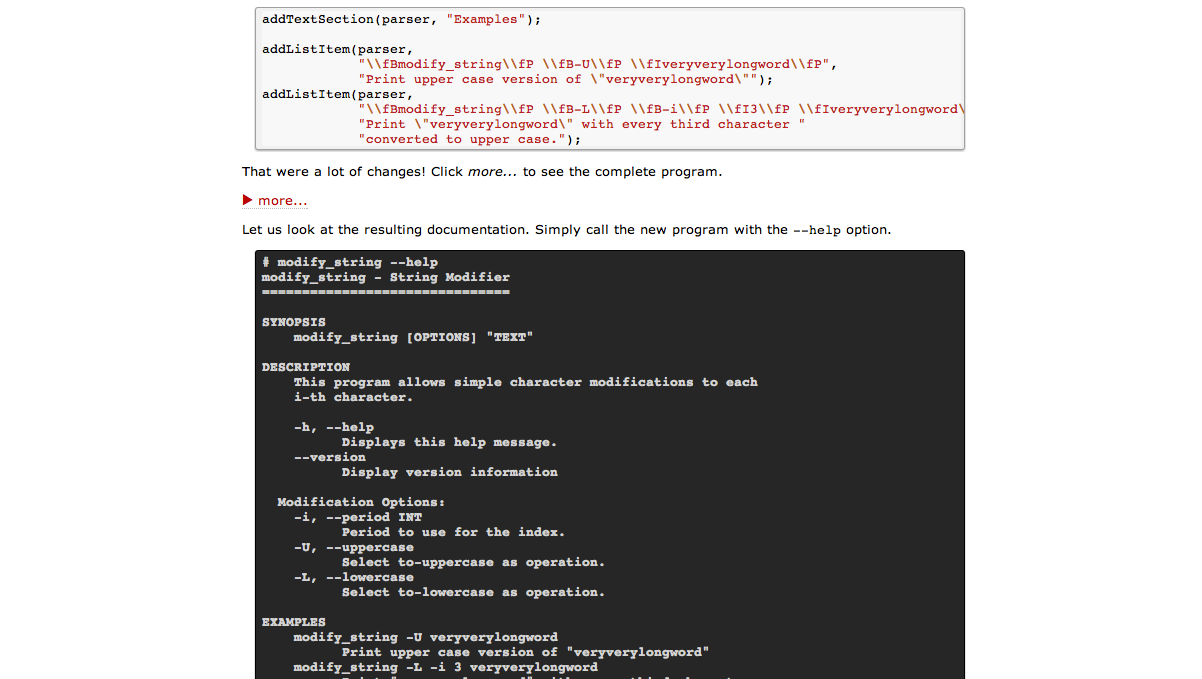 addTextSection(parser, "Examples");
addListItem(parser,
"\\fBmodify_string\\fP \\fB-U\\fP \\fIveryverylongword\\fP",
"Print upper case version of \"veryverylongword\"");
addListItem(parser,
"\\fBmodify_string\\fP \\fB-L\\fP \\fB-i\\fP \\fI3\\fP \\fIveryverylongword\
"Print \"veryverylongword\" with every third character "
"converted to upper case.");
That were a lot of changes! Click more... to see the complete program.
more...
Let us look at the resulting documentation. Simply call the new program with the --help option.
# modify_string --help
modify_string - String Modifier
===============================
SYNOPSIS
modify_string [OPTIONS] "TEXT"
DESCRIPTION
This program allows simple character modifications to each
i-th character.
-h, --help
Displays this help message.
--version
Display version information
Modification Options:
-i, --period INT
Period to use for the index.
-U, --uppercase
Select to-uppercase as operation.
-L, --lowercase
Select to-lowercase as operation.
EXAMPLES
modify_string -U veryverylongword
Print upper case version of "veryverylongword"
modify_string -L -i 3 veryverylongword